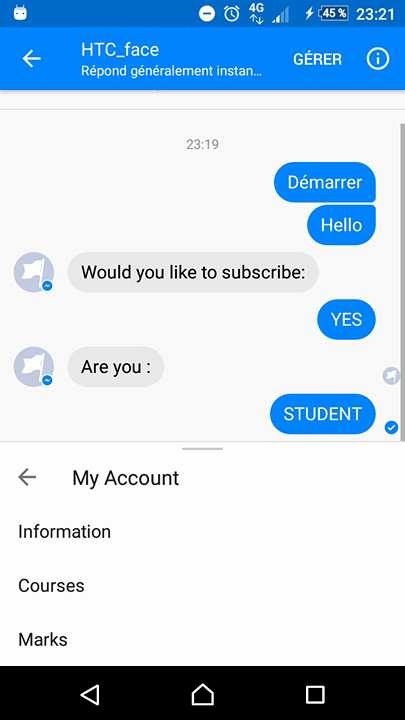 4G
45 %
23:21
HTC_face
Répond généralement instan...
GÉRER
23:19
Démarrer
Hello
Would you like to subscribe:
YES
Are you :
STUDENT
My Account
Information
Courses
Marks